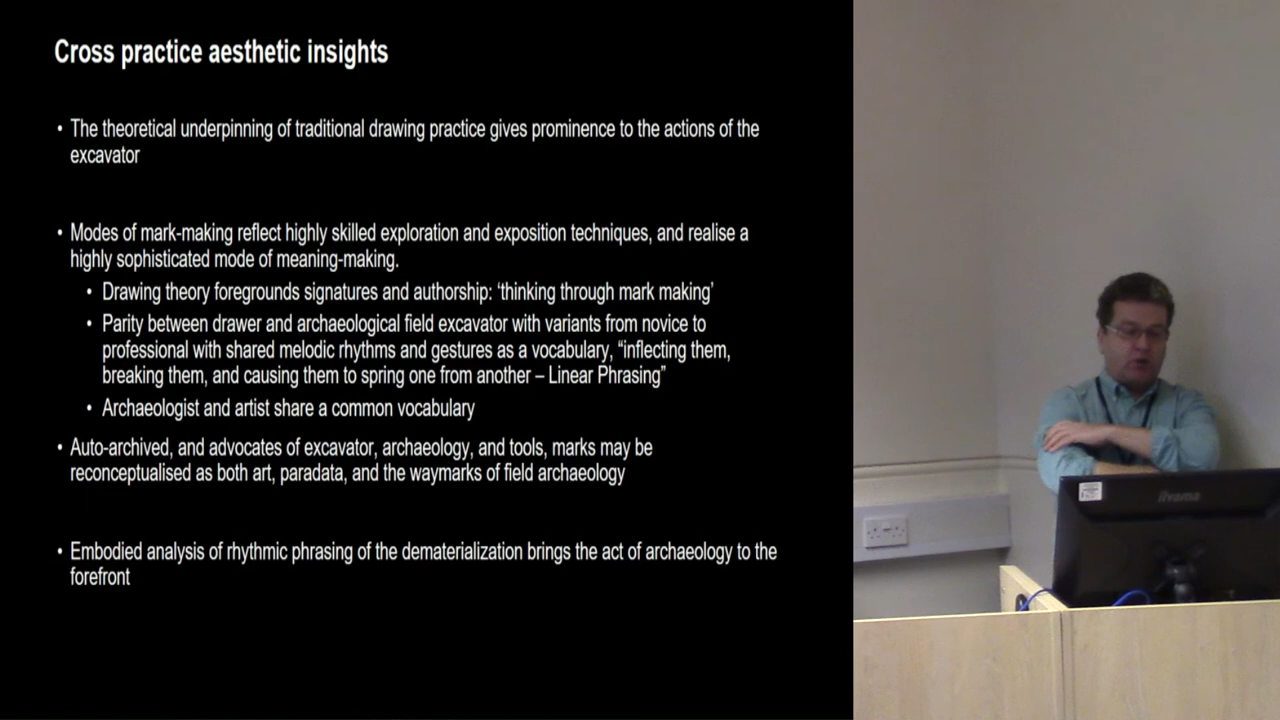 Cross practice aesthetic insights
• The theoretical underpinning of traditional drawing practice gives prominence to the actions of the
excavator
• Modes of mark-making reflect highly skilled exploration and exposition techniques, and realise a
highly sophisticated mode of meaning-making.
• Drawing theory foregrounds signatures and authorship: ‘thinking through mark making’
• Parity between drawer and archaeological field excavator with variants from novice to
professional with shared melodic rhythms and gestures as a vocabulary, “inflecting them,
breaking them, and causing them to spring one from another – Linear Phrasing”
• Archaeologist and artist share a common vocabulary
• Auto-archived, and advocates of excavator, archaeology, and tools, marks may be
reconceptualised as both art, paradata, and the waymarks of field archaeology
• Embodied analysis of rhythmic phrasing of the dematerialization brings the act of archaeology to the
forefront
iiyama